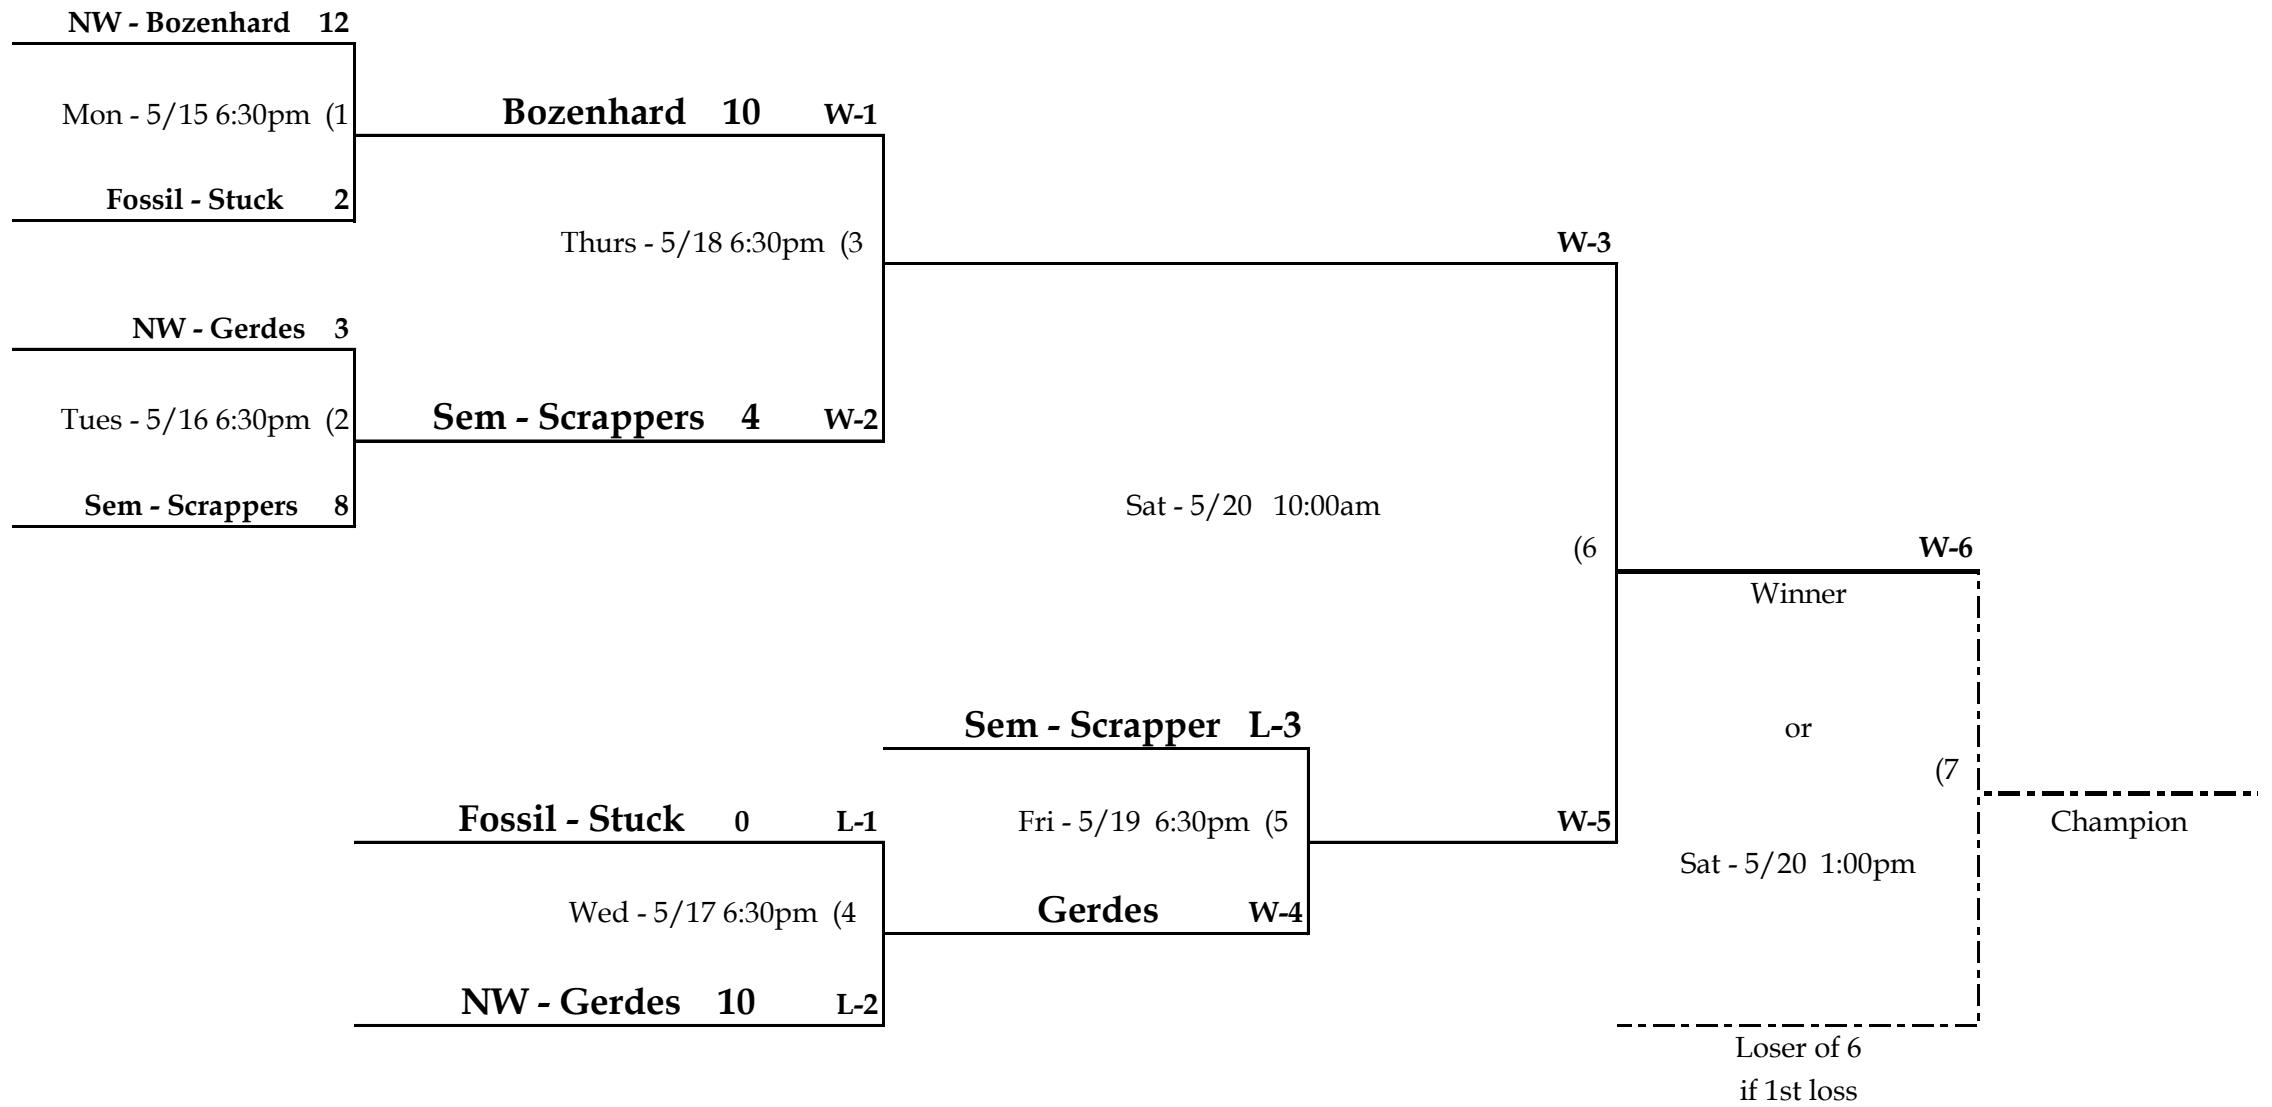 NW - Bozenhard 12
Mon - 5/15 6:30pm (1
Bozenhard 10 W-1
Fossil - Stuck 2
Thurs - 5/18 6:30pm (3
W-3
NW - Gerdes 3
Tues - 5/16 6:30pm (2
Sem - Scrappers 4 W-2
Sem - Scrappers 8
Sat - 5/20 10:00am
(6
W-6
Winner
Sem - Scrapper L-3
or
(7
Fossil - Stuck 0 L-1
Fri - 5/19 6:30pm (5
W-5
Champion
Sat - 5/20 1:00pm
Wed - 5/17 6:30pm (4
Gerdes W-4
NW - Gerdes 10 L-2
Loser of 6
if 1st loss